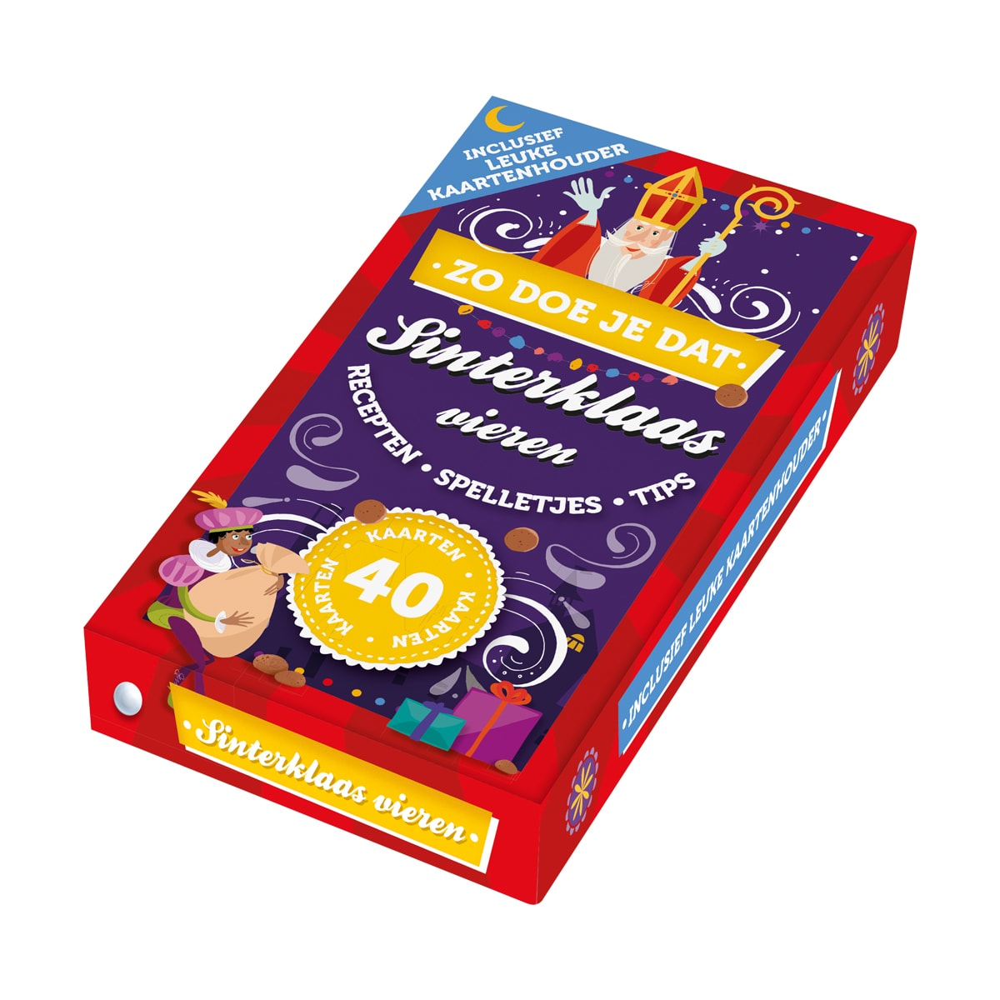 INCLUSIEF
LEUKE
KAARTENHOUDER
· ZO DOE JE DAT ·
Sinterklaas
vieren
RECEPTEN • SPELLETJES • TIPS
KAARTEN
KAARTEN
40
KAARTEN
KAARTEN
· Sinterklaas vieren ·
· INCLUSIEF LEUKE KAARTENHOUDER ·